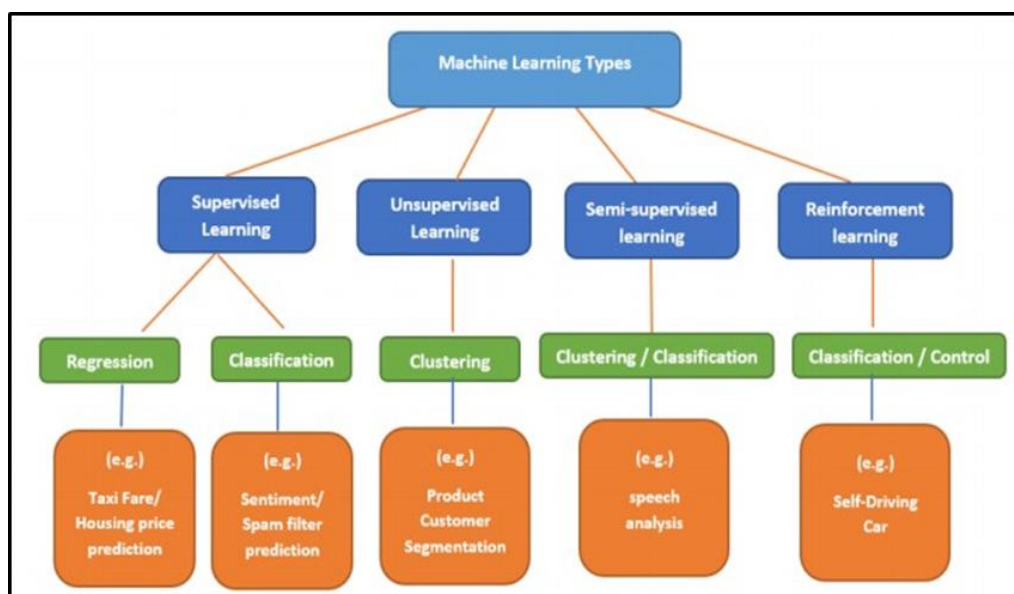 Machine Learning Types
Supervised
Learning
Unsupervised
Learning
Semi-supervised
learning
Reinforcement
learning
Regression
Classification
Clustering
Clustering / Classification
Classification / Control
(e.g.)
Taxi Fare/
Housing price
prediction
(e.g.)
Sentiment/
Spam filter
prediction
(e.g.)
Product
Customer
Segmentation
(e.g.)
speech
analysis
(e.g.)
Self-Driving
Car